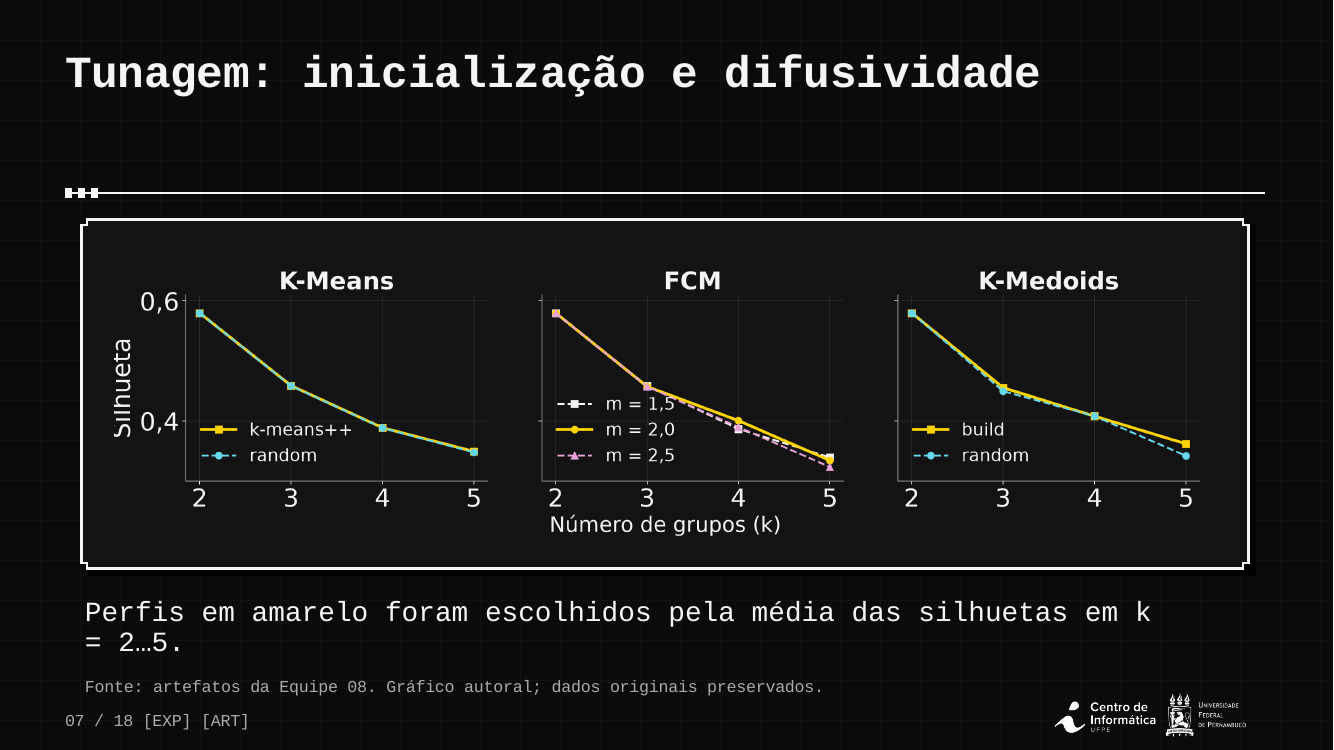 Tunagem: inicialização e difusividade
K-Means
FCM
K-Medoids
Silhueta
0,6
0,4
k-means++
random
m = 1,5
m = 2,0
m = 2,5
build
random
2 3 4 5
2 3 4 5
2 3 4 5
Número de grupos (k)
Perfis em amarelo foram escolhidos pela média das silhuetas em k
= 2…5.
Fonte: artefatos da Equipe 08. Gráfico autoral; dados originais preservados.
07 / 18 [EXP] [ART]
Centro de
Informática
UFPE
Universidade
Federal
de Pernambuco